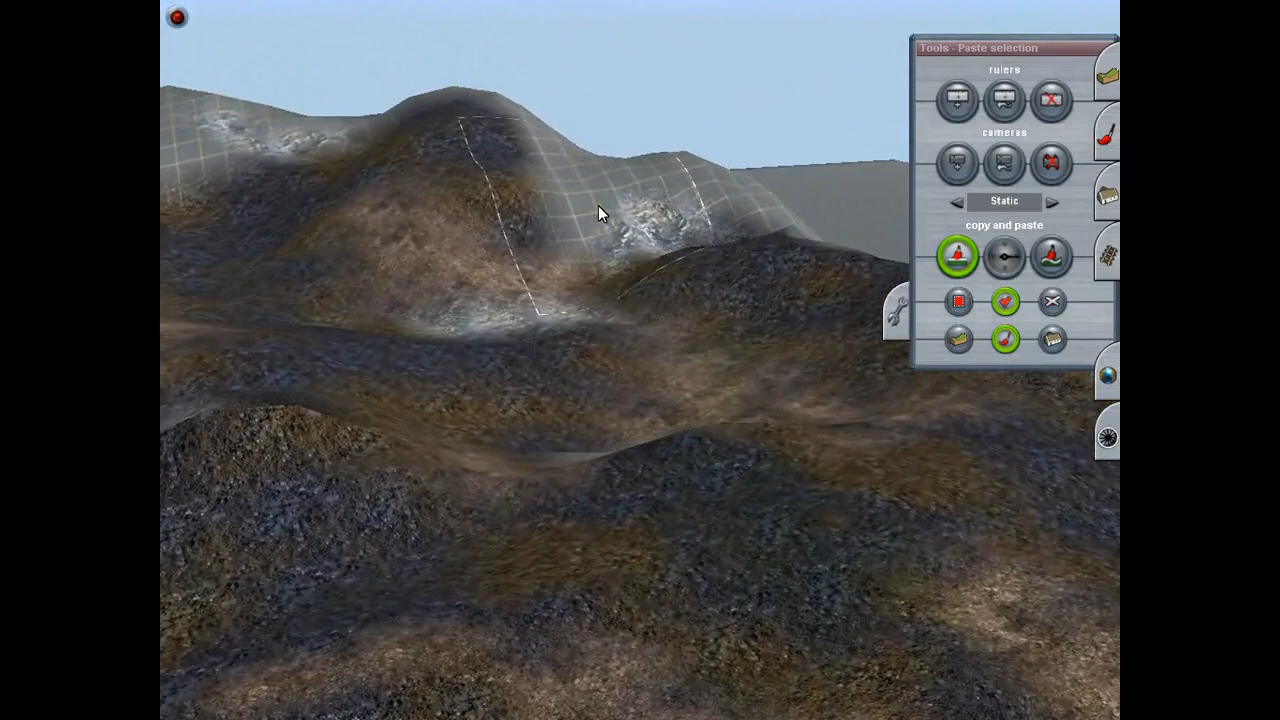 Tools - Paste selection
rulers
cameras
Static
copy and paste